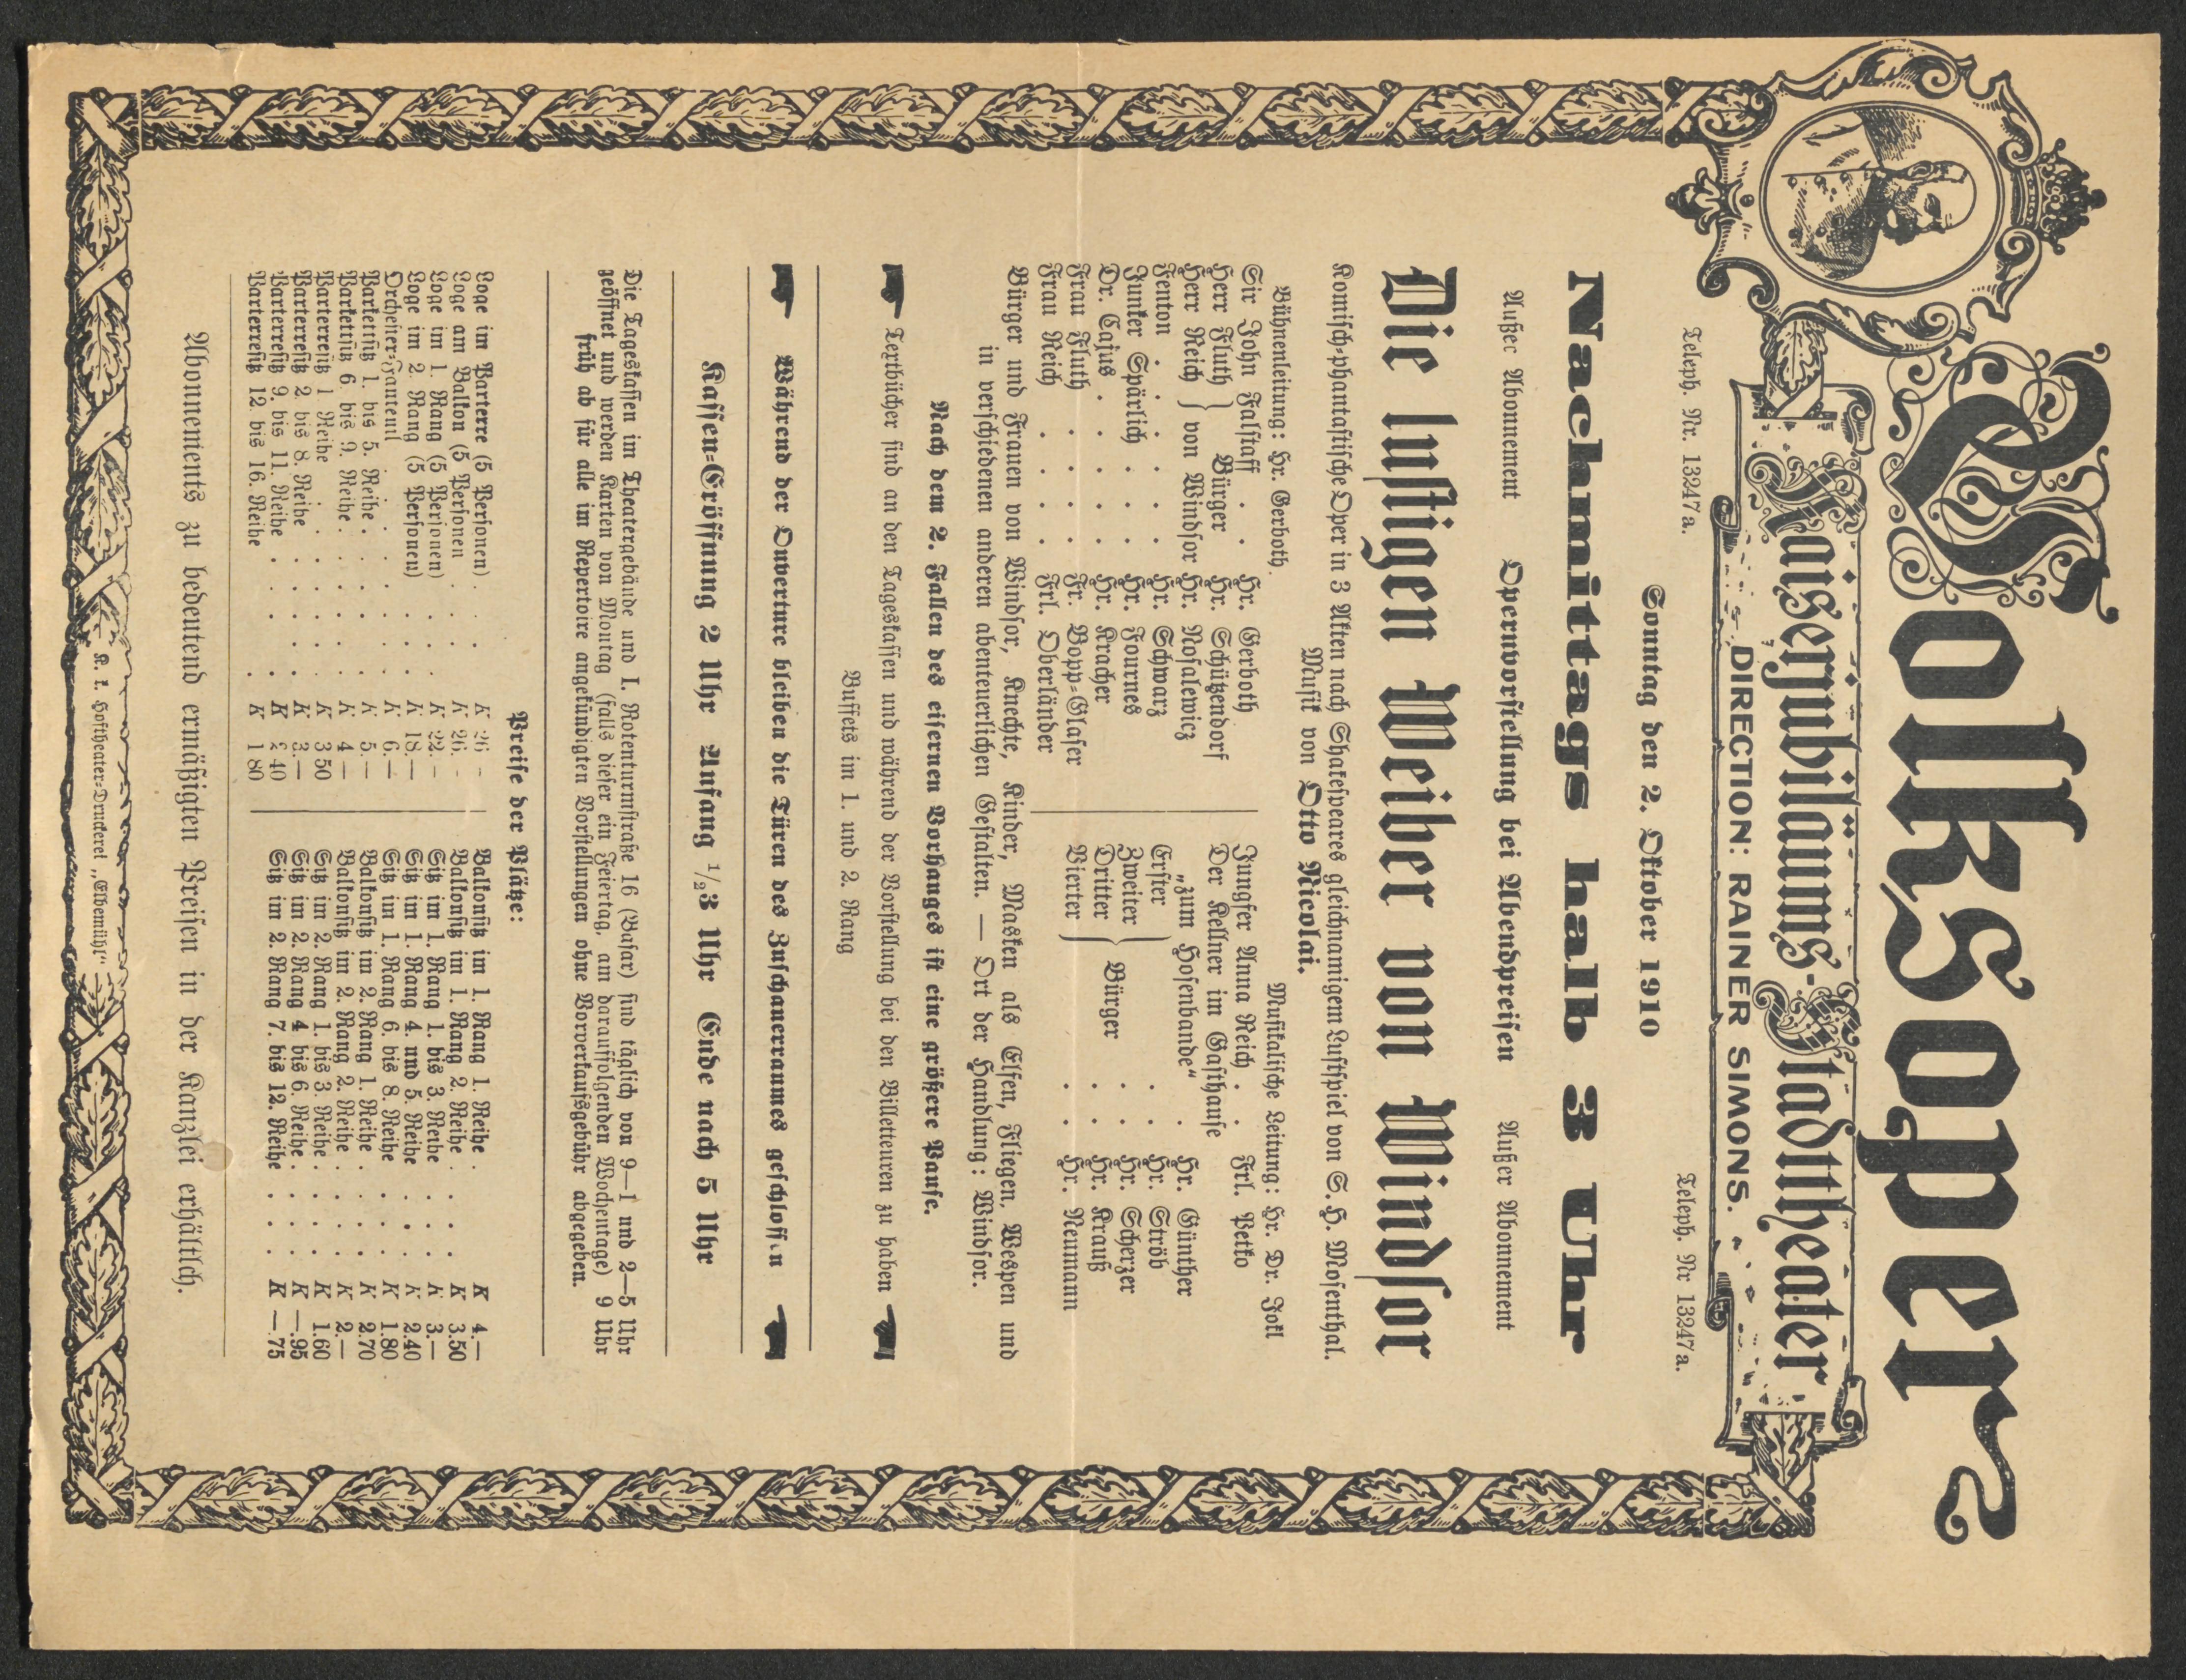 Volksoper
Kaiserjubiläums-Stadttheater
DIRECTION: RAINER SIMONS.
Teleph. Nr. 13247a. Teleph. Nr 13247a.
Sonntag den 2. Oktober 1910
Nachmittags halb 3 Uhr
Außer Abonnement Opernvorstellung bei Abendpreisen Außer Abonnement
Die lustigen Weiber von Windsor
Komisch-phantastische Oper in 3 Akten nach Shakespeares gleichnamigem Lustspiel von S. H. Mosenthal.
Musik von Otto Nicolai.
Bühnenleitung: Hr. Gerboth. Musikalische Leitung: Hr. Dr. Jokl
Sir John Falstaff . . Hr. Gerboth
Herr Fluth } Bürger Hr. Schützendorf
Herr Reich } von Windsor Hr. Nosalewicz
Fenton . . . . . Hr. Schwarz
Junker Spärlich . . . Hr. Fournes
Dr. Cajus . . . . Hr. Kracher
Frau Fluth . . . . Fr. Bopp-Glaser
Frau Reich . . . . Frl. Oberländer
Jungfer Anna Reich . . Frl. Petko
Der Kellner im Gasthause
„zum Hosenbande“ . Hr. Günther
Erster . . Hr. Ströb
Zweiter . . Hr. Scherzer
Dritter } Bürger . . Hr. Krauß
Vierter . . Hr. Neumann
Bürger und Frauen von Windsor, Knechte, Kinder, Masken als Elfen, Fliegen, Wespen und
in verschiedenen anderen abenteuerlichen Gestalten. — Ort der Handlung: Windsor.
Nach dem 2. Fallen des eisernen Vorhanges ist eine größere Pause.
Textbücher sind an den Tageskassen und während der Vorstellung bei den Billetteuren zu haben
Buffets im 1. und 2. Rang
Während der Ouverture bleiben die Türen des Zuschauerraumes geschlossen
Kassen-Eröffnung 2 Uhr Anfang 1/2 3 Uhr Ende nach 5 Uhr
Die Tageskassen im Theatergebäude und I. Rotenturmstraße 16 (Basar) sind täglich von 9—1 und 2—5 Uhr
geöffnet und werden Karten von Montag (falls dieser ein Feiertag, am darauffolgenden Wochentage) 9 Uhr
früh ab für alle im Repertoire angekündigten Vorstellungen ohne Vorverkaufsgebühr abgegeben.
Preise der Plätze:
Loge im Parterre (5 Personen) . . . K 26 -
Loge am Balkon (5 Personen . . . K 26. -
Loge im 1. Rang (5 Personen) . . . K 22. -
Loge im 2. Rang (5 Personen) . . . K 18.—
Orchester-Fauteuil . . . . . K 6.—
Parkettsitz 1. bis 5. Reihe . . . . K 5.—
Parkettsitz 6. bis 9. Reihe . . . . K 4 —
Parterresitz 1 Reihe . . . . . K 3 50
Parterresitz 2. bis 8. Reihe . . . . K 3.—
Parterresitz 9. bis 11. Reihe . . . . K 2 40
Parterresitz 12. bis 16. Reihe . K 1 80
Balkonsitz im 1. Rang 1. Reihe . K 4.—
Balkonsitz im 1. Rang 2. Reihe . . . K 3.50
Sitz im 1. Rang 1. bis 3. Reihe . . . K 3.—
Sitz im 1. Rang 4. und 5. Reihe . . . K 2.40
Sitz im 1. Rang 6. bis 8. Reihe . . . K 1.80
Balkonsitz im 2. Rang 1. Reihe . . . K 2.70
Balkonsitz im 2. Rang 2. Reihe . . . K 2.—
Sitz im 2. Rang 1. bis 3. Reihe . . . K 1.60
Sitz im 2. Rang 4 bis 6. Reihe . . . K —.95
Sitz im 2. Rang 7. bis 12. Reihe . . . K —.75
Abonnements zu bedeutend ermäßigten Preisen in der Kanzlei erhältlich.
K. k. Hoftheater-Druckerei „Elbemühl“